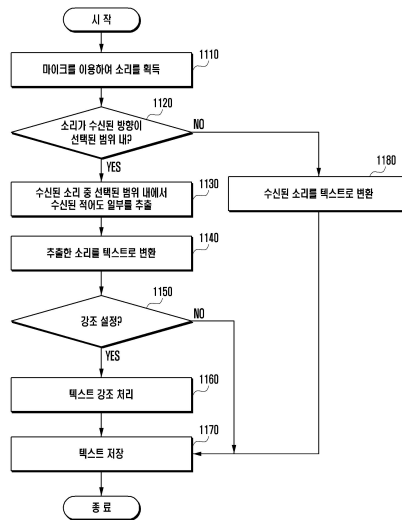 시 작
1110
마이크를 이용하여 소리를 획득
1120
소리가 수신된 방향이
선택된 범위 내?
NO
YES
1130
수신된 소리 중 선택된 범위 내에서
수신된 적어도 일부를 추출
1180
수신된 소리를 텍스트로 변환
1140
추출한 소리를 텍스트로 변환
1150
강조 설정?
NO
YES
1160
텍스트 강조 처리
1170
텍스트 저장
종 료